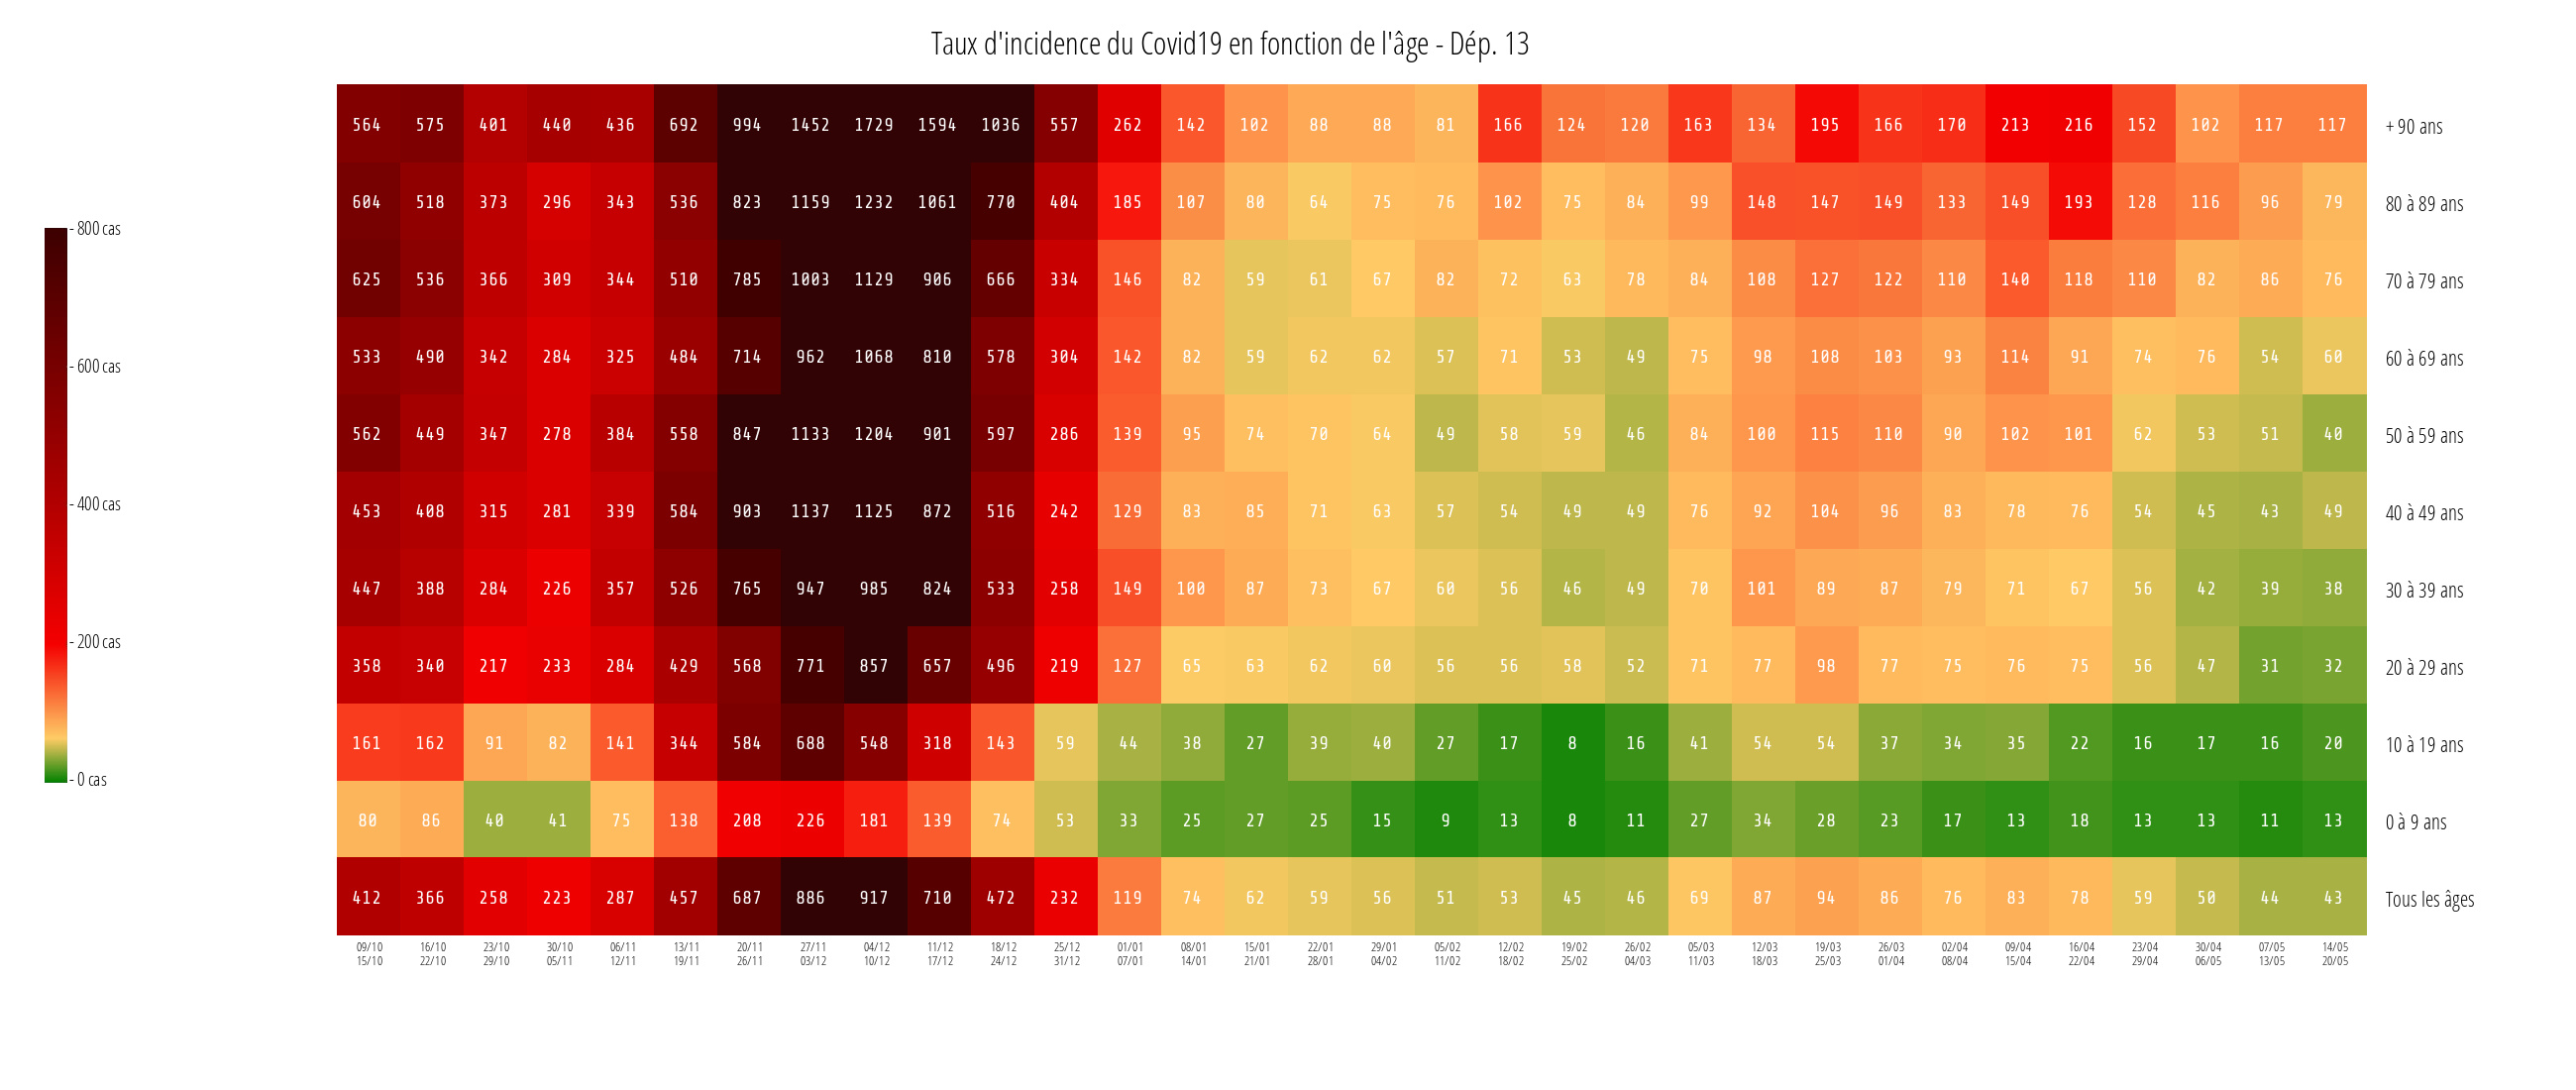 Taux d'incidence du Covid19 en fonction de l'âge - Dép. 13
- 800 cas
- 600 cas
- 400 cas
- 200 cas
- 0 cas
564 575 401 440 436 692 994 1452 1729 1594 1036 557 262 142 102 88 88 81 166 124 120 163 134 195 166 170 213 216 152 102 117 117 + 90 ans
604 518 373 296 343 536 823 1159 1232 1061 770 404 185 107 80 64 75 76 102 75 84 99 148 147 149 133 149 193 128 116 96 79 80 à 89 ans
625 536 366 309 344 510 785 1003 1129 906 666 334 146 82 59 61 67 82 72 63 78 84 108 127 122 110 140 118 110 82 86 76 70 à 79 ans
533 490 342 284 325 484 714 962 1068 810 578 304 142 82 59 62 62 57 71 53 49 75 98 108 103 93 114 91 74 76 54 60 60 à 69 ans
562 449 347 278 384 558 847 1133 1204 901 597 286 139 95 74 70 64 49 58 59 46 84 100 115 110 90 102 101 62 53 51 40 50 à 59 ans
453 408 315 281 339 584 903 1137 1125 872 516 242 129 83 85 71 63 57 54 49 49 76 92 104 96 83 78 76 54 45 43 49 40 à 49 ans
447 388 284 226 357 526 765 947 985 824 533 258 149 100 87 73 67 60 56 46 49 70 101 89 87 79 71 67 56 42 39 38 30 à 39 ans
358 340 217 233 284 429 568 771 857 657 496 219 127 65 63 62 60 56 56 58 52 71 77 98 77 75 76 75 56 47 31 32 20 à 29 ans
161 162 91 82 141 344 584 688 548 318 143 59 44 38 27 39 40 27 17 8 16 41 54 54 37 34 35 22 16 17 16 20 10 à 19 ans
80 86 40 41 75 138 208 226 181 139 74 53 33 25 27 25 15 9 13 8 11 27 34 28 23 17 13 18 13 13 11 13 0 à 9 ans
412 366 258 223 287 457 687 886 917 710 472 232 119 74 62 59 56 51 53 45 46 69 87 94 86 76 83 78 59 50 44 43 Tous les âges
09/10 16/10 23/10 30/10 06/11 13/11 20/11 27/11 04/12 11/12 18/12 25/12 01/01 08/01 15/01 22/01 29/01 05/02 12/02 19/02 26/02 05/03 12/03 19/03 26/03 02/04 09/04 16/04 23/04 30/04 07/05 14/05
15/10 22/10 29/10 05/11 12/11 19/11 26/11 03/12 10/12 17/12 24/12 31/12 07/01 14/01 21/01 28/01 04/02 11/02 18/02 25/02 04/03 11/03 18/03 25/03 01/04 08/04 15/04 22/04 29/04 06/05 13/05 20/05